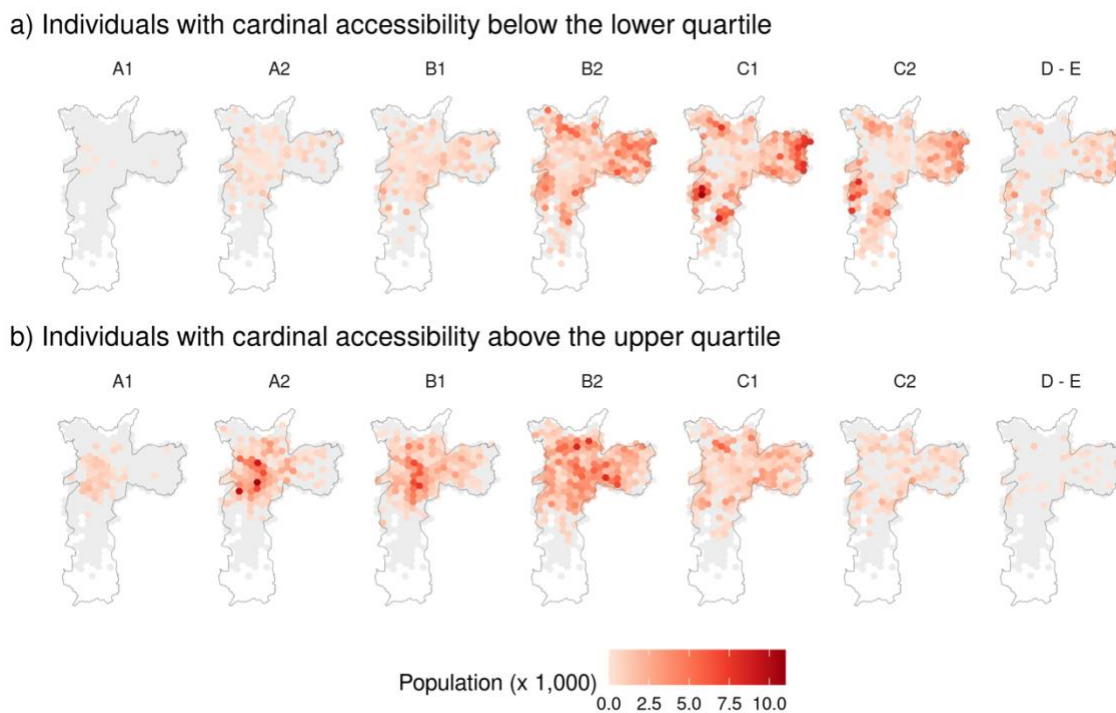 a) Individuals with cardinal accessibility below the lower quartile
A1 A2 B1 B2 C1 C2 D - E
b) Individuals with cardinal accessibility above the upper quartile
A1 A2 B1 B2 C1 C2 D - E
Population (x 1,000)
0.0 2.5 5.0 7.5 10.0